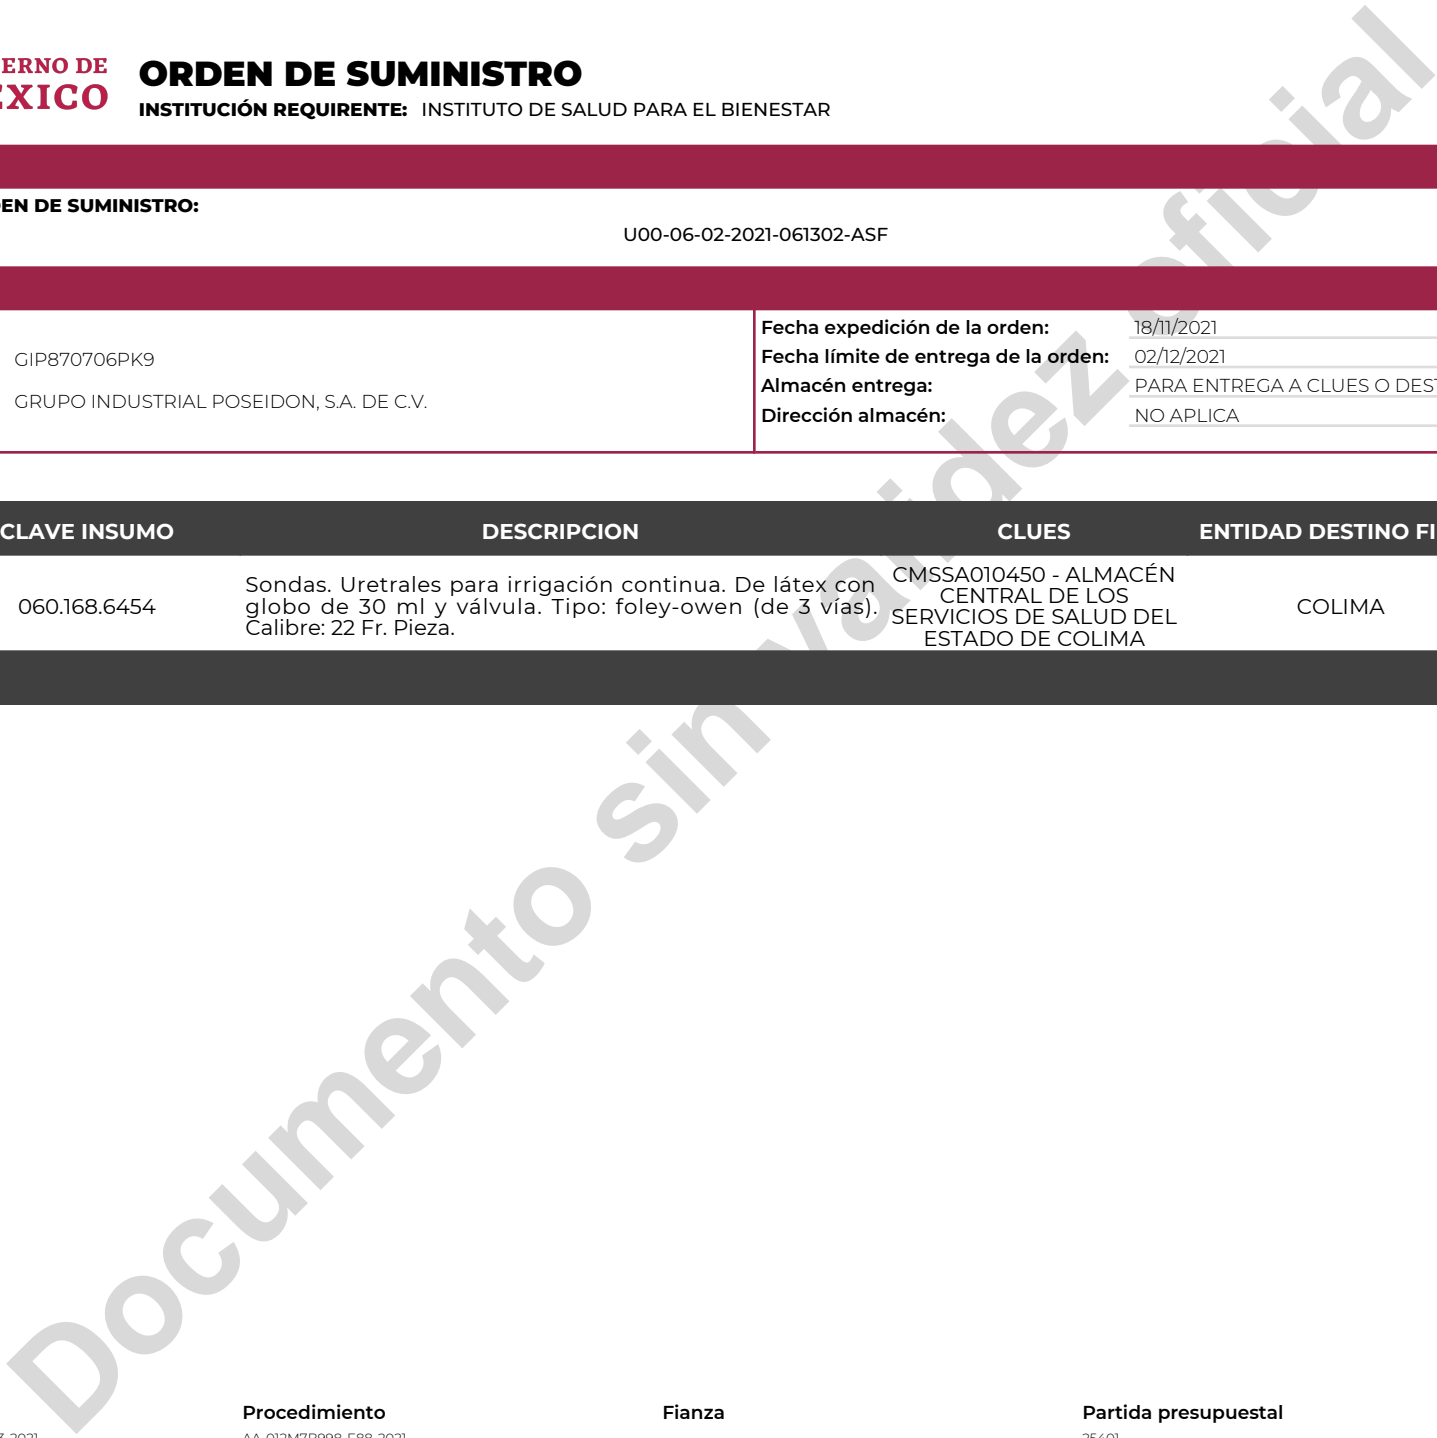 ERNO DE
EXICO
ORDEN DE SUMINISTRO
INSTITUCIÓN REQUIRENTE: INSTITUTO DE SALUD PARA EL BIENESTAR
EN DE SUMINISTRO:
U00-06-02-2021-061302-ASF
GIP870706PK9
GRUPO INDUSTRIAL POSEIDON, S.A. DE C.V.
Fecha expedición de la orden: 18/11/2021
Fecha límite de entrega de la orden: 02/12/2021
Almacén entrega: PARA ENTREGA A CLUES O DEST
Dirección almacén: NO APLICA
CLAVE INSUMO DESCRIPCION CLUES ENTIDAD DESTINO FI
060.168.6454
Sondas. Uretrales para irrigación continua. De látex con
globo de 30 ml y válvula. Tipo: foley-owen (de 3 vías).
Calibre: 22 Fr. Pieza.
CMSSA010450 - ALMACÉN
CENTRAL DE LOS
SERVICIOS DE SALUD DEL
ESTADO DE COLIMA
COLIMA
Documento sin validez oficial
Procedimiento Fianza Partida presupuestal